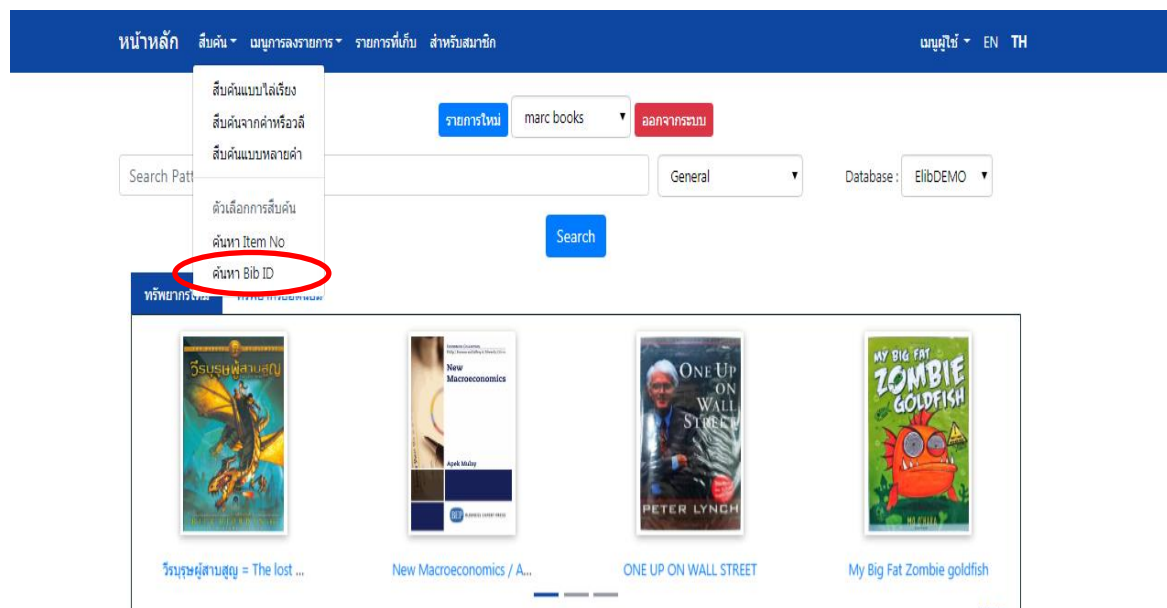 หน้าหลัก สืบค้น เมนูการลงรายการ รายการที่เก็บ สำหรับสมาชิก เมนูผู้ใช้ EN TH
สืบค้นแบบไล่เรียง
สืบค้นจากคำหรือวลี
สืบค้นแบบหลายคำ
ตัวเลือกการสืบค้น
ค้นหา Item No
ค้นหา Bib ID
รายการใหม่ marc books ออกจากระบบ
Search Patt General Database : ElibDEMO
Search
ทรัพยากรใหม่
วีรบุรุษผู้สาบสูญ
New
Macroeconomics
Apek Mulay
BEP BUSINESS EXPERT PRESS
ONE UP
ON
WALL
STREET
PETER LYNCH
MY BIG FAT
ZOMBIE
GOLDFISH
MO O'HARA
วีรบุรุษผู้สาบสูญ = The lost ...
New Macroeconomics / A...
ONE UP ON WALL STREET
My Big Fat Zombie goldfish